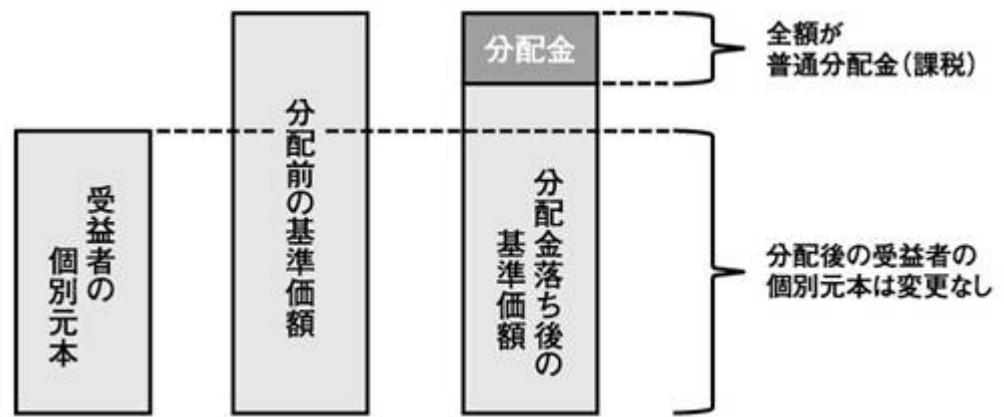 受益者の
個別元本
分配前の基準価額
分配金
分配金落ち後の
基準価額
全額が
普通分配金(課税)
分配後の受益者の
個別元本は変更なし